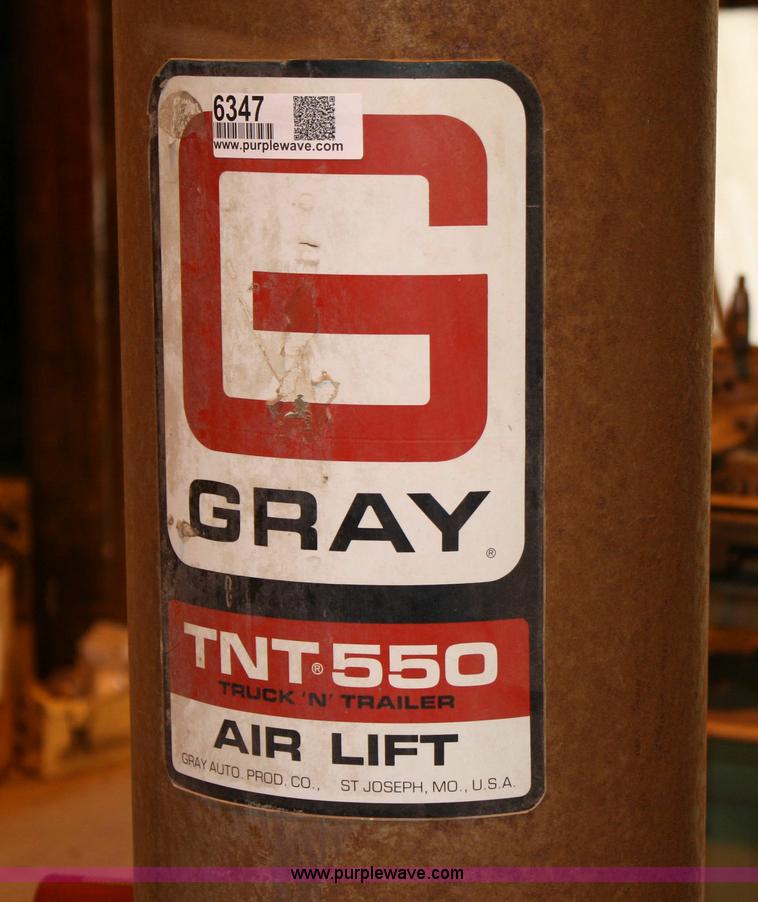 6347
www.purplewave.com
G
GRAY®
TNT® 550
TRUCK 'N' TRAILER
AIR LIFT
GRAY AUTO. PROD. CO., ST JOSEPH, MO., U.S.A.
www.purplewave.com